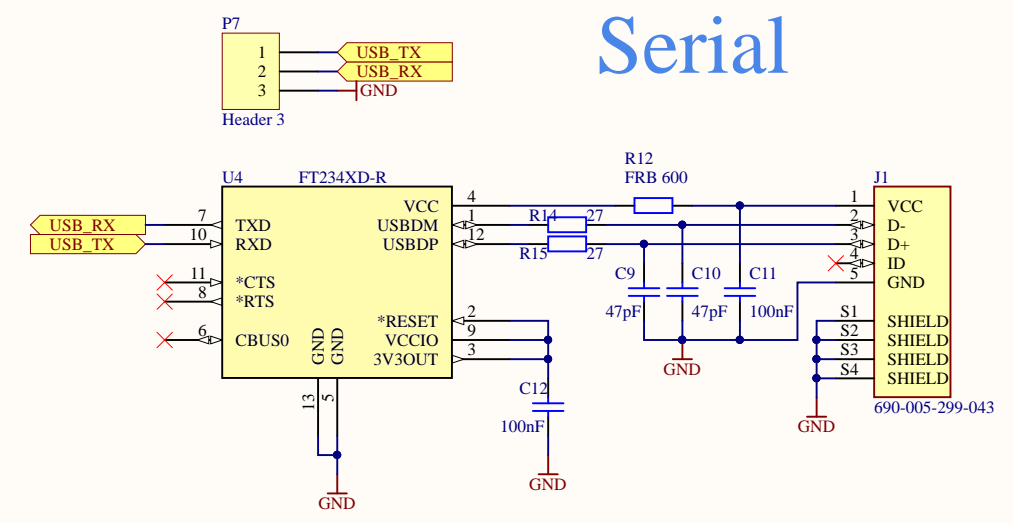 Serial
P7
1 USB_TX
2 USB_RX
3 GND
Header 3
R12
FRB 600
U4 FT234XD-R J1
VCC 4 1 VCC
USB_RX 7 TXD USBDM 1 R14 27 2 D-
USB_TX 10 RXD USBDP 12 R15 27 3 D+
4 ID
11 *CTS C9 C10 C11 5 GND
8 *RTS 47pF 47pF 100nF
*RESET 2 S1 SHIELD
6 CBUS0 VCCIO 9 S2 SHIELD
GND GND 3V3OUT 3 S3 SHIELD
GND S4 SHIELD
13 5 C12 690-005-299-043
100nF GND
GND
GND